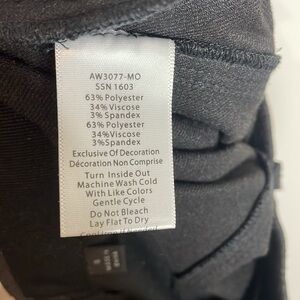 AW3077-MO
SSN 1603
63% Polyester
34% Viscose
3% Spandex
63% Polyester
34%Viscose
3%Spandex
Exclusive Of Decoration
Décoration Non Comprise
Turn Inside Out
Machine Wash Cold
With Like Colors
Gentle Cycle
Do Not Bleach
Lay Flat To Dry